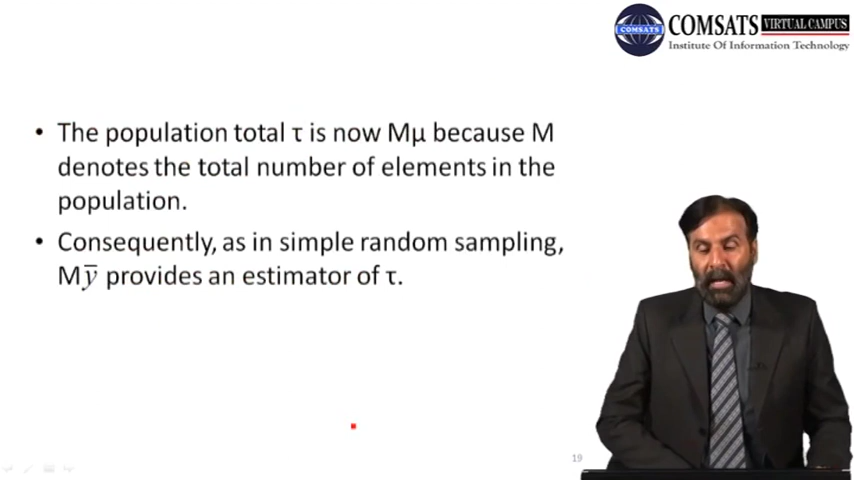 COMSATS VIRTUAL CAMPUS
Institute Of Information Technology
COMSATS
• The population total τ is now Mμ because M
denotes the total number of elements in the
population.
• Consequently, as in simple random sampling,
Mȳ provides an estimator of τ.
19